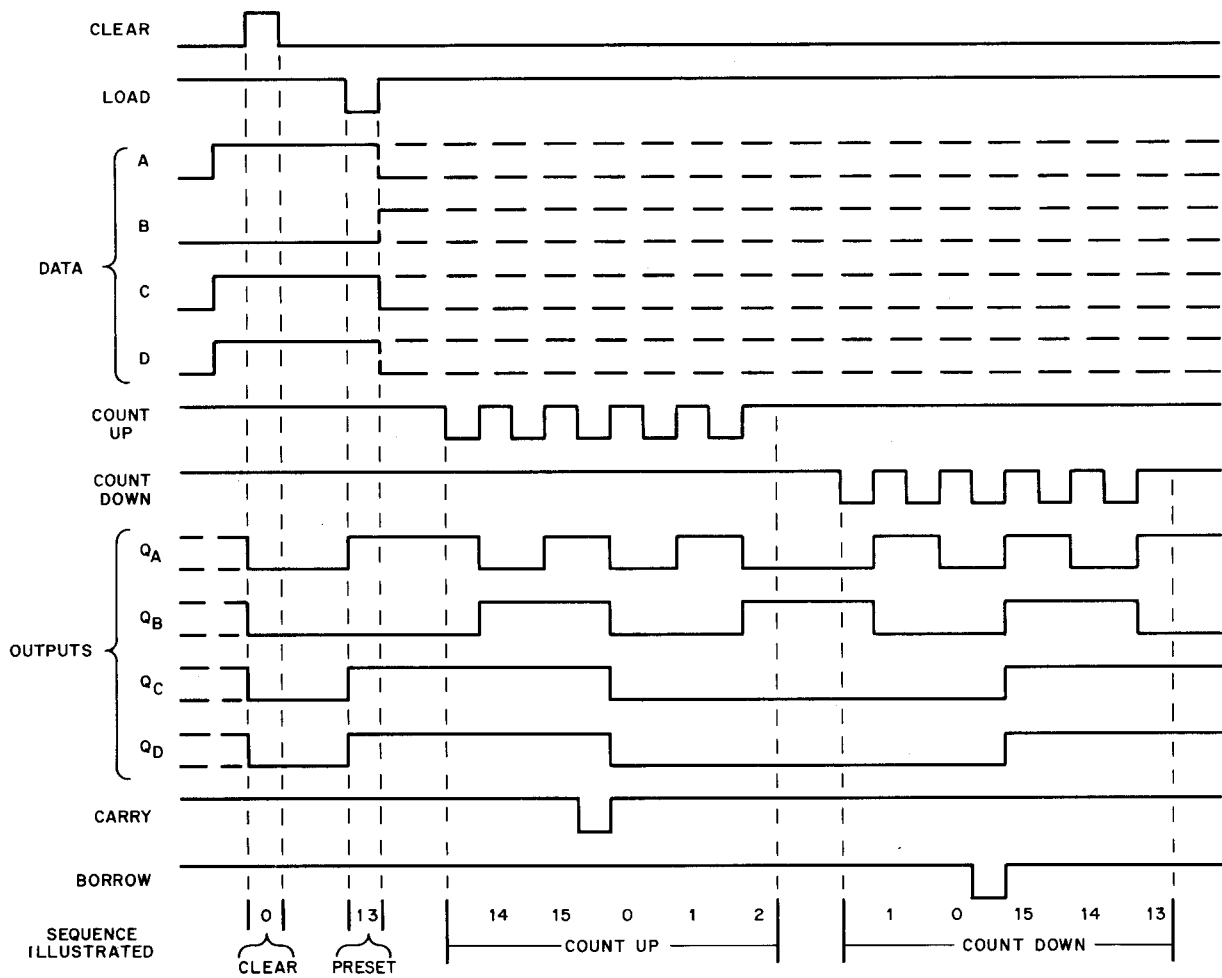 CLEAR
LOAD
A
B
DATA
C
D
COUNT
UP
COUNT
DOWN
QA
QB
OUTPUTS
QC
QD
CARRY
BORROW
SEQUENCE
ILLUSTRATED
0 13 14 15 0 1 2 1 0 15 14 13
CLEAR PRESET COUNT UP COUNT DOWN